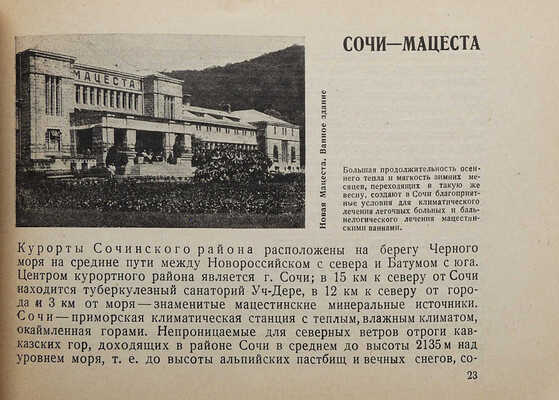 СОЧИ—МАЦЕСТА
МАЦЕСТА
Новая Мацеста. Ванное здание
Большая продолжительность осен-
него тепла и мягкость зимних ме-
сяцев, переходящих в такую же
весну, создают в Сочи благоприят-
ные условия для климатического
лечения легочных больных и баль-
неологического лечения мацестин-
скими ваннами.
Курорты Сочинского района расположены на берегу Черного
моря на средине пути между Новороссийском с севера и Батумом с юга.
Центром курортного района является г. Сочи; в 15 км к северу от Сочи
находится туберкулезный санаторий Уч-Дере, в 12 км к северу от горо-
да и 3 км от моря—знаменитые мацестинские минеральные источники.
Сочи—приморская климатическая станция с теплым, влажным климатом,
окаймленная горами. Непроницаемые для северных ветров отроги кав-
казских гор, доходящих в районе Сочи в среднем до высоты 2135 м над
уровнем моря, т. е. до высоты альпийских пастбищ и вечных снегов, со-
23